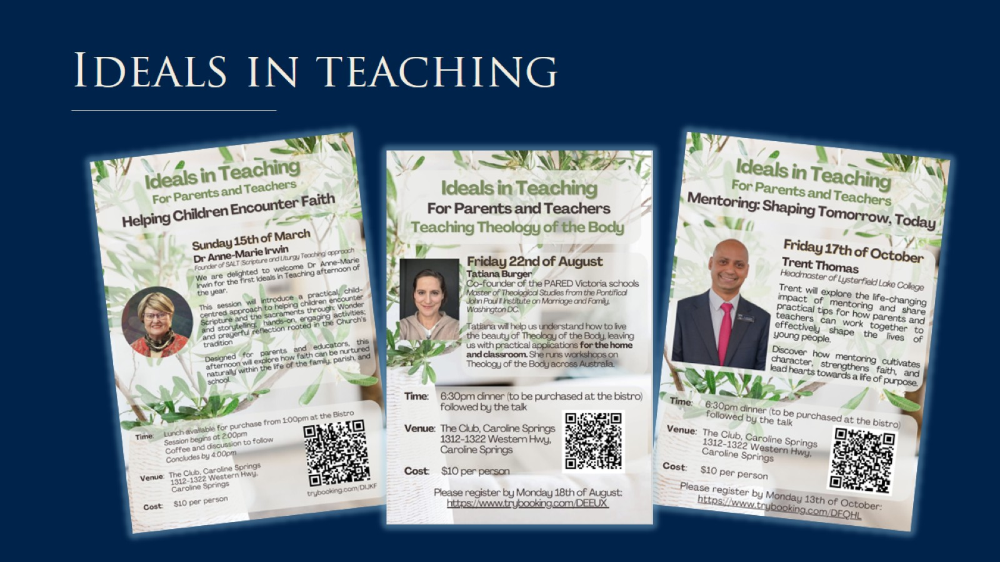 IDEALS IN TEACHING
Ideals in Teaching
For Parents and Teachers
Helping Children Encounter Faith
Sunday 15th of March
Dr Anne-Marie Irwin
Founder of SALT (Scripture and Liturgy Teaching) approach
We are delighted to welcome Dr Anne-Marie
Irwin for the first Ideals in Teaching afternoon of
the year.
This session will introduce a practical, child-
centred approach to helping children encounter
Scripture and the sacraments through: Wonder
and storytelling; hands-on, engaging activities;
and prayerful reflection rooted in the Church's
tradition
Designed for parents and educators, this
afternoon will explore how faith can be nurtured
naturally within the life of the family, parish, and
school.
Time: Lunch available for purchase from 1:00pm at the Bistro
Session begins at 2:00pm
Coffee and discussion to follow
Concludes by 4:00pm
Venue: The Club, Caroline Springs
1312-1322 Western Hwy,
Caroline Springs
Cost: $10 per person
trybooking.com/DIJKF
Ideals in Teaching
For Parents and Teachers
Teaching Theology of the Body
Friday 22nd of August
Tatiana Burger
Co-founder of the PARED Victoria schools
Master of Theological Studies from the Pontifical
John Paul II Institute on Marriage and Family,
Washington DC.
Tatiana will help us understand how to live
the beauty of Theology of the Body, leaving
us with practical applications for the home
and classroom. She runs workshops on
Theology of the Body across Australia.
Time: 6:30pm dinner (to be purchased at the bistro)
followed by the talk
Venue: The Club, Caroline Springs
1312-1322 Western Hwy,
Caroline Springs
Cost: $10 per person
Please register by Monday 18th of August:
https://www.trybooking.com/DEEUX
Ideals in Teaching
For Parents and Teachers
Mentoring: Shaping Tomorrow, Today
Friday 17th of October
Trent Thomas
Headmaster of Lysterfield Lake College
Trent will explore the life-changing
impact of mentoring and share
practical tips for how parents and
teachers can work together to
effectively shape the lives of
young people.
Discover how mentoring cultivates
character, strengthens faith, and
lead hearts towards a life of purpose.
Time: 6:30pm dinner (to be purchased at the bistro)
followed by the talk
Venue: The Club, Caroline Springs
1312-1322 Western Hwy,
Caroline Springs
Cost: $10 per person
Please register by Monday 13th of October:
https://www.trybooking.com/DFQHL